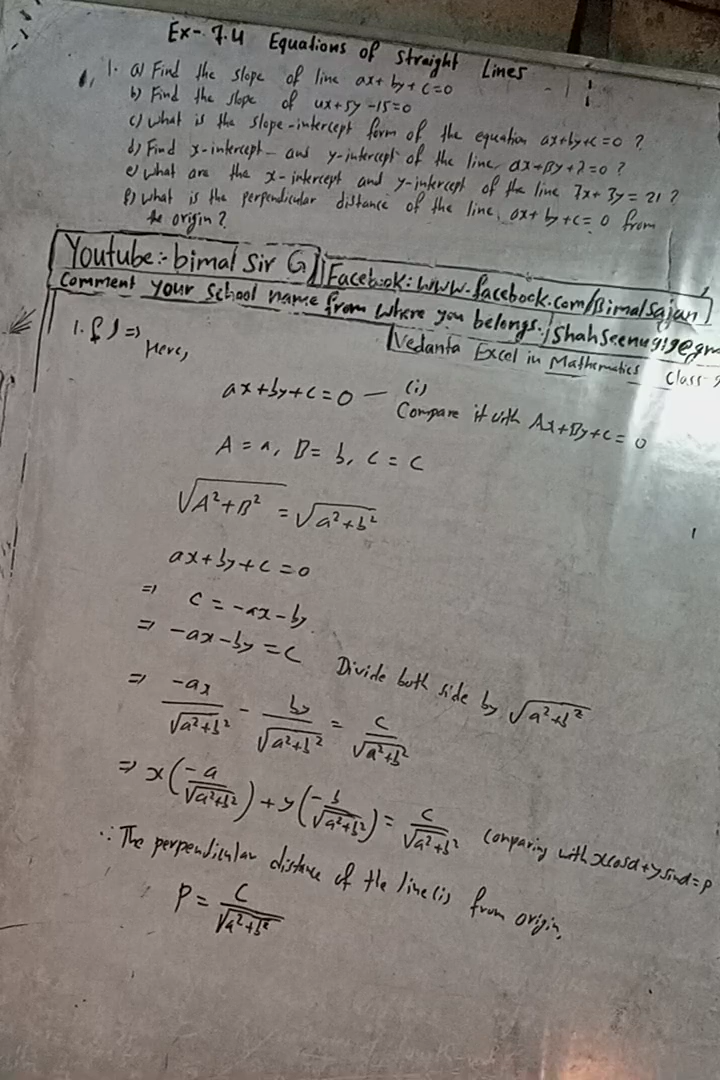 Ex- 7.4 Equations of Straight Lines
1. a) Find the slope of line ax + by + c=0
b) Find the slope of 4x+5y -15=0
c) What is the slope-intercept form of the equation ax+by+c=0 ?
d) Find x-intercept and y-intercept of the line αx+βy+λ=0 ?
e) What are the x-intercept and y-intercept of the line 7x+ 3y = 21 ?
f) What is the perpendicular distance of the line, ax+ by+c= 0 from
the origin ?
Youtube:- bimal Sir G Facebook: www.facebook.com/Bimalsajan
Comment your School name from where you belongs. Shahseenu919@gm
Vedanta Excel in Mathematics Class-
1. f ) ⇒
Here,
ax+by+c=0 — (i)
Compare it with Ax+By+c=0
A = a, B= b, C = c
√A²+B² = √a²+b²
ax+by+c=0
⇒ c = -ax-by
⇒ -ax-by =c Divide both side by √a²+b²
⇒ -ax/√a²+b² - by/√a²+b² = c/√a²+b²
⇒ x(-a/√a²+b²) + y(-b/√a²+b²) = c/√a²+b² Comparing with xcosα+ysinα=p
∴ The perpendicular distance of the line (i) from origin,
P = c/√a²+b²